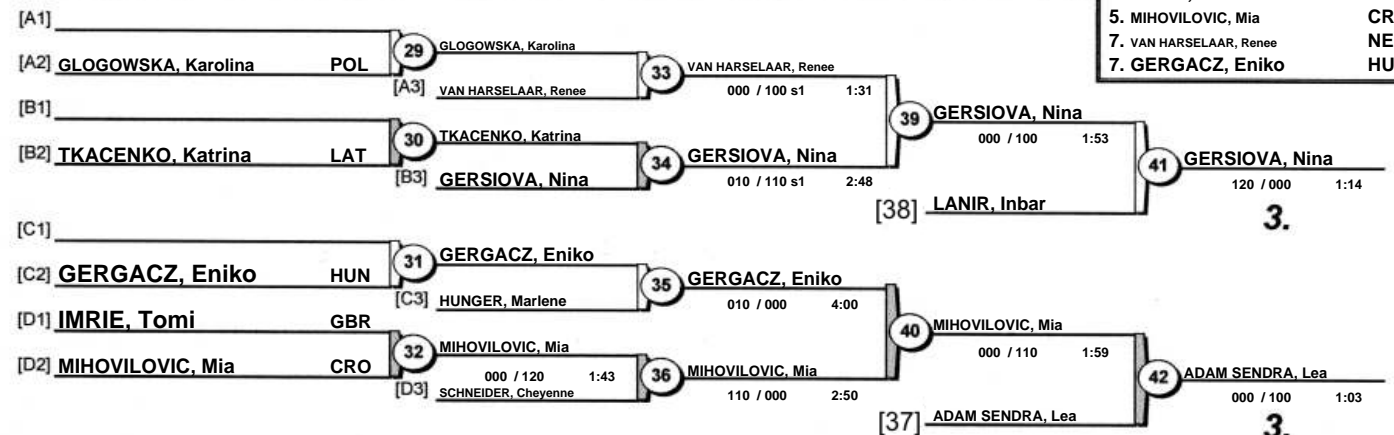 5. MIHOVILOVIC, Mia CR
7. VAN HARSELAAR, Renee NE
7. GERGACZ, Eniko HU
[A1]
[A2] GLOGOWSKA, Karolina POL
29
GLOGOWSKA, Karolina
[A3] VAN HARSELAAR, Renee
33
VAN HARSELAAR, Renee
000 / 100 s1 1:31
[B1]
[B2] TKACENKO, Katrina LAT
30
TKACENKO, Katrina
[B3] GERSIOVA, Nina
34
GERSIOVA, Nina
010 / 110 s1 2:48
39
GERSIOVA, Nina
000 / 100 1:53
[38] LANIR, Inbar
41
GERSIOVA, Nina
120 / 000 1:14
3.
[C1]
[C2] GERGACZ, Eniko HUN
31
GERGACZ, Eniko
[C3] HUNGER, Marlene
35
GERGACZ, Eniko
010 / 000 4:00
[D1] IMRIE, Tomi GBR
[D2] MIHOVILOVIC, Mia CRO
32
MIHOVILOVIC, Mia
000 / 120 1:43
[D3] SCHNEIDER, Cheyenne
36
MIHOVILOVIC, Mia
110 / 000 2:50
40
MIHOVILOVIC, Mia
000 / 110 1:59
[37] ADAM SENDRA, Lea
42
ADAM SENDRA, Lea
000 / 100 1:03
3.